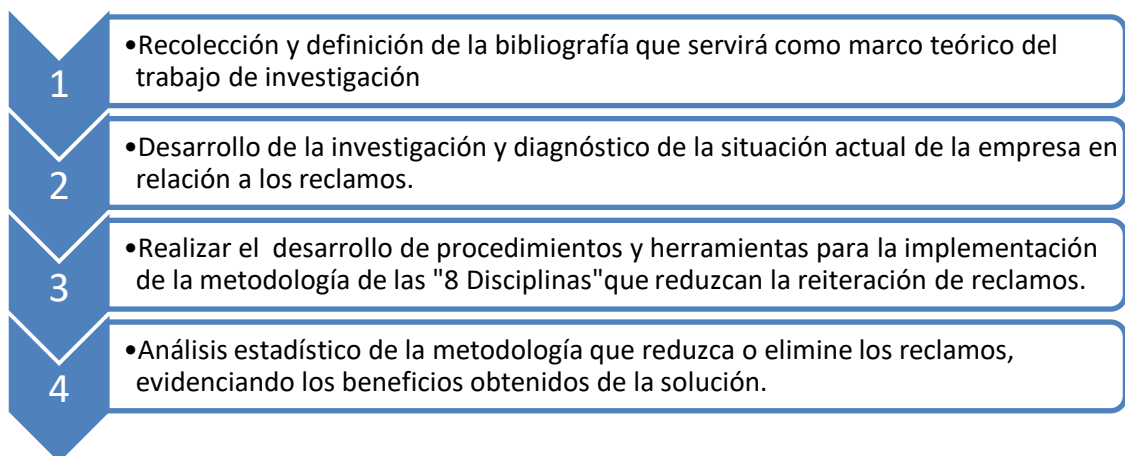 1
•Recolección y definición de la bibliografía que servirá como marco teórico del
trabajo de investigación
2
•Desarrollo de la investigación y diagnóstico de la situación actual de la empresa en
relación a los reclamos.
3
•Realizar el  desarrollo de procedimientos y herramientas para la implementación
de la metodología de las "8 Disciplinas"que reduzcan la reiteración de reclamos.
4
•Análisis estadístico de la metodología que reduzca o elimine los reclamos,
evidenciando los beneficios obtenidos de la solución.